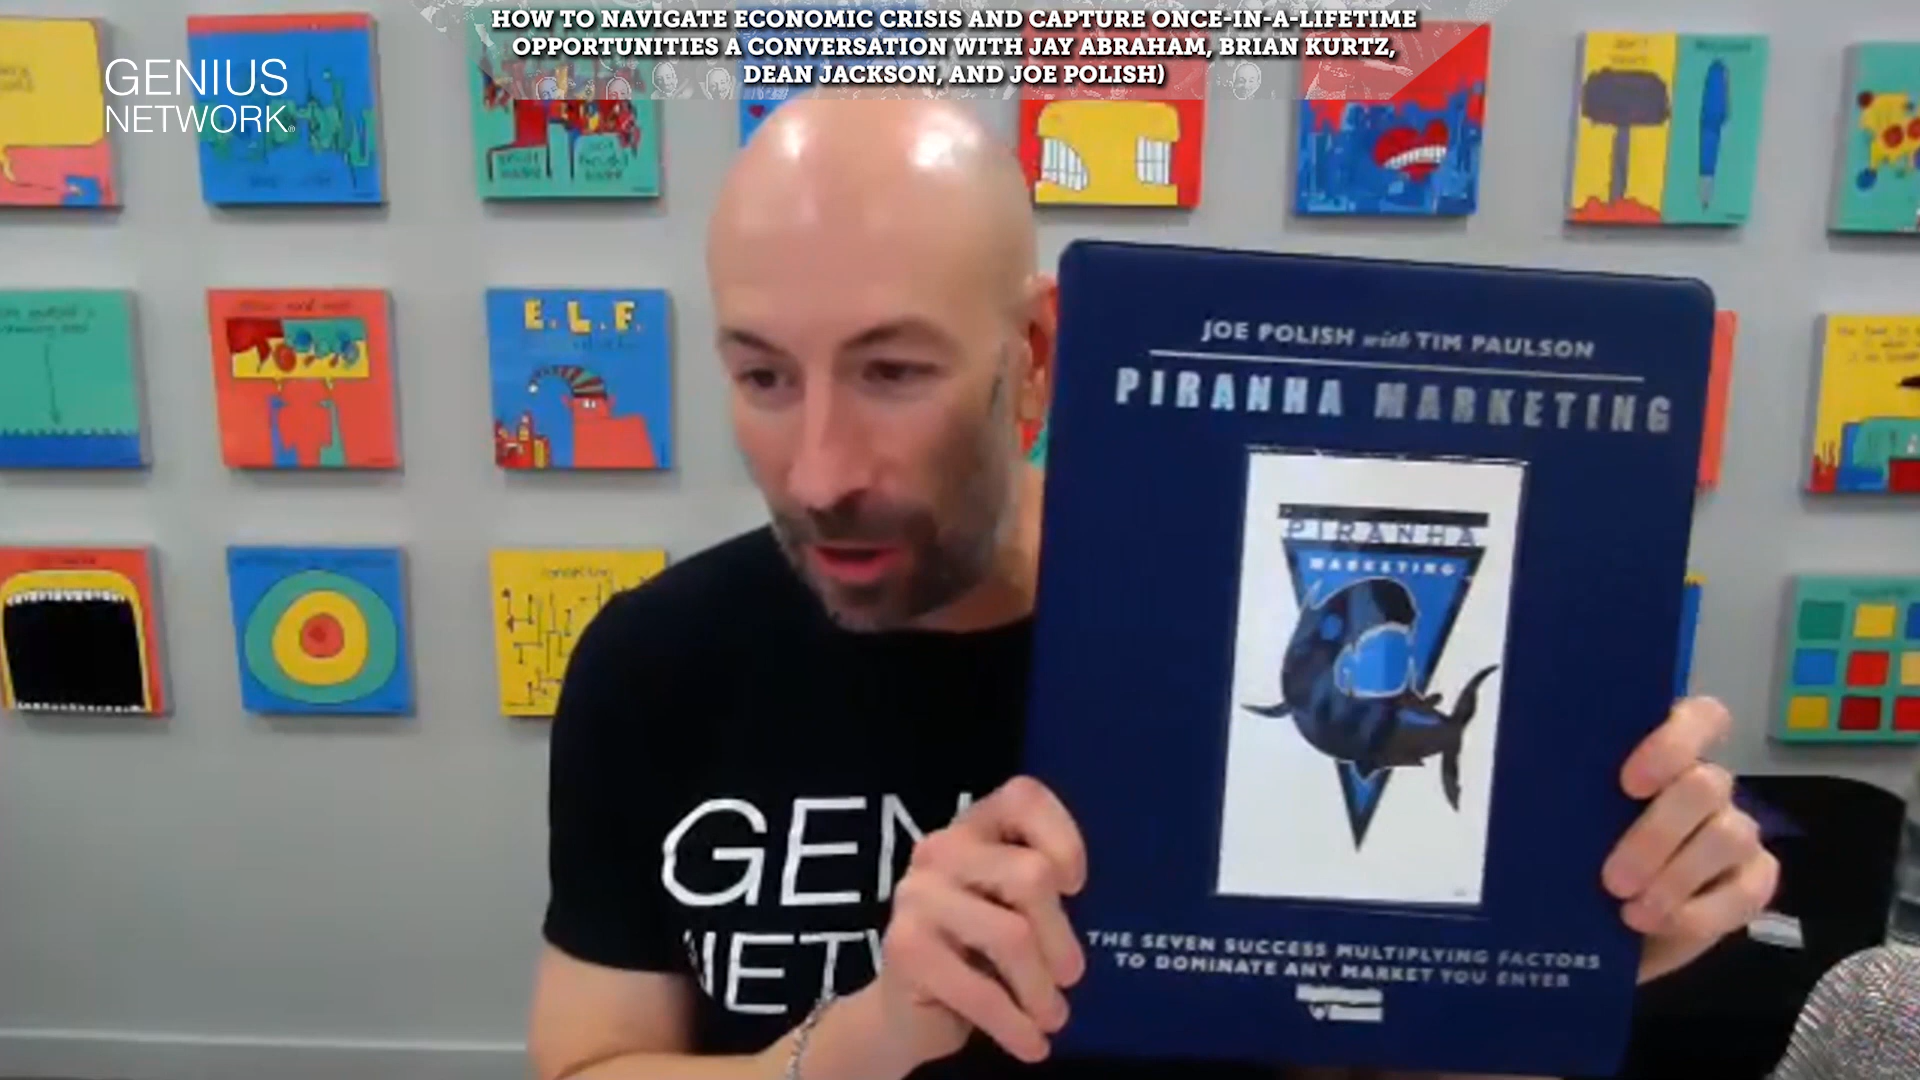 HOW TO NAVIGATE ECONOMIC CRISIS AND CAPTURE ONCE-IN-A-LIFETIME
OPPORTUNITIES A CONVERSATION WITH JAY ABRAHAM, BRIAN KURTZ,
DEAN JACKSON, AND JOE POLISH)
GENIUS
NETWORK®
E.L.F.
JOE POLISH with TIM PAULSON
PIRANHA MARKETING
PIRANHA
MARKETING
THE SEVEN SUCCESS MULTIPLYING FACTORS
TO DOMINATE ANY MARKET YOU ENTER
GEN
NETW